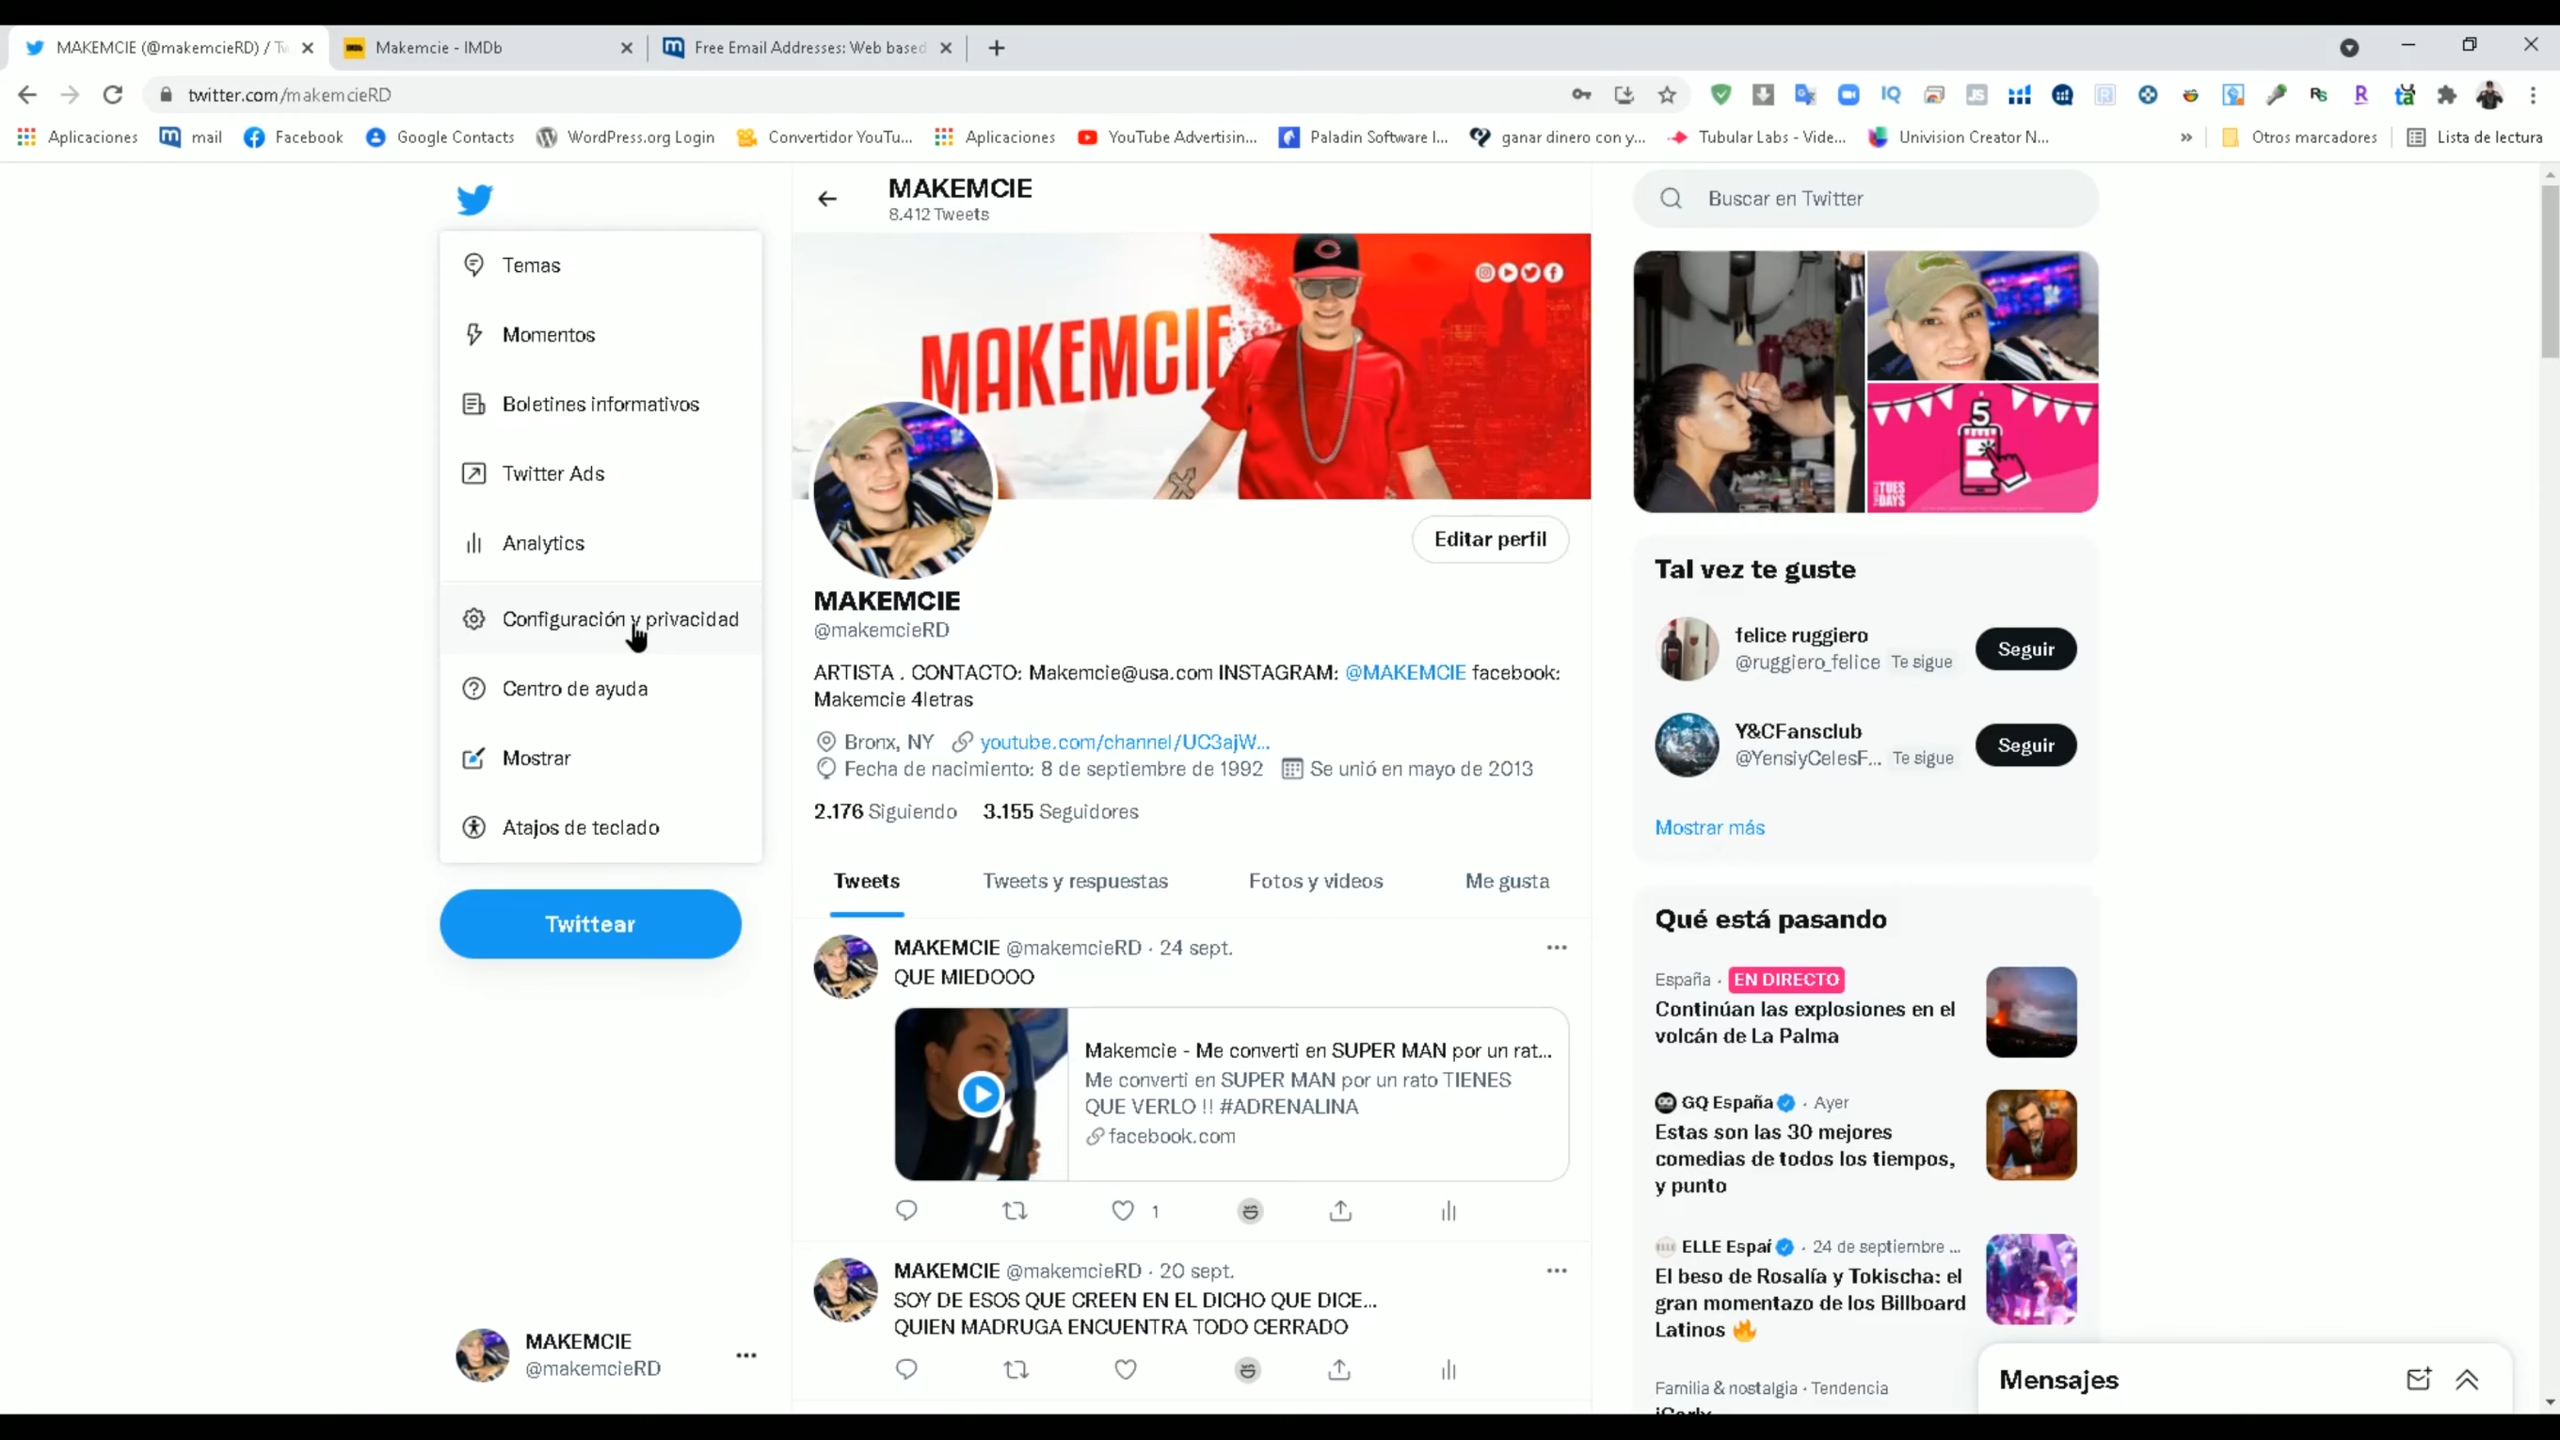 MAKEMCIE (@makemcieRD) / Tw
Makemcie - IMDb
Free Email Addresses: Web based
twitter.com/makemcieRD
Aplicaciones
mail
Facebook
Google Contacts
WordPress.org Login
Convertidor YouTu...
Aplicaciones
YouTube Advertisin...
Paladin Software I...
ganar dinero con y...
Tubular Labs - Vide...
Univision Creator N...
Otros marcadores
Lista de lectura
Temas
Momentos
Boletines informativos
Twitter Ads
Analytics
Configuración y privacidad
Centro de ayuda
Mostrar
Atajos de teclado
Twittear
MAKEMCIE
@makemcieRD
MAKEMCIE
8.412 Tweets
MAKEMCIE
Editar perfil
MAKEMCIE
@makemcieRD
ARTISTA . CONTACTO: Makemcie@usa.com INSTAGRAM: @MAKEMCIE facebook:
Makemcie 4letras
Bronx, NY youtube.com/channel/UC3ajW...
Fecha de nacimiento: 8 de septiembre de 1992 Se unió en mayo de 2013
2.176 Siguiendo 3.155 Seguidores
Tweets
Tweets y respuestas
Fotos y videos
Me gusta
MAKEMCIE @makemcieRD · 24 sept.
QUE MIEDOOO
Makemcie - Me converti en SUPER MAN por un rat...
Me converti en SUPER MAN por un rato TIENES
QUE VERLO !! #ADRENALINA
facebook.com
1
MAKEMCIE @makemcieRD · 20 sept.
SOY DE ESOS QUE CREEN EN EL DICHO QUE DICE...
QUIEN MADRUGA ENCUENTRA TODO CERRADO
Buscar en Twitter
5
TUES
DAYS
Tal vez te guste
felice ruggiero
@ruggiero_felice Te sigue
Seguir
Y&CFansclub
@YensiyCelesF... Te sigue
Seguir
Mostrar más
Qué está pasando
España · EN DIRECTO
Continúan las explosiones en el
volcán de La Palma
GQ España · Ayer
Estas son las 30 mejores
comedias de todos los tiempos,
y punto
ELLE Españ · 24 de septiembre ...
El beso de Rosalía y Tokischa: el
gran momentazo de los Billboard
Latinos 🔥
Familia & nostalgia · Tendencia
iCarly
Mensajes